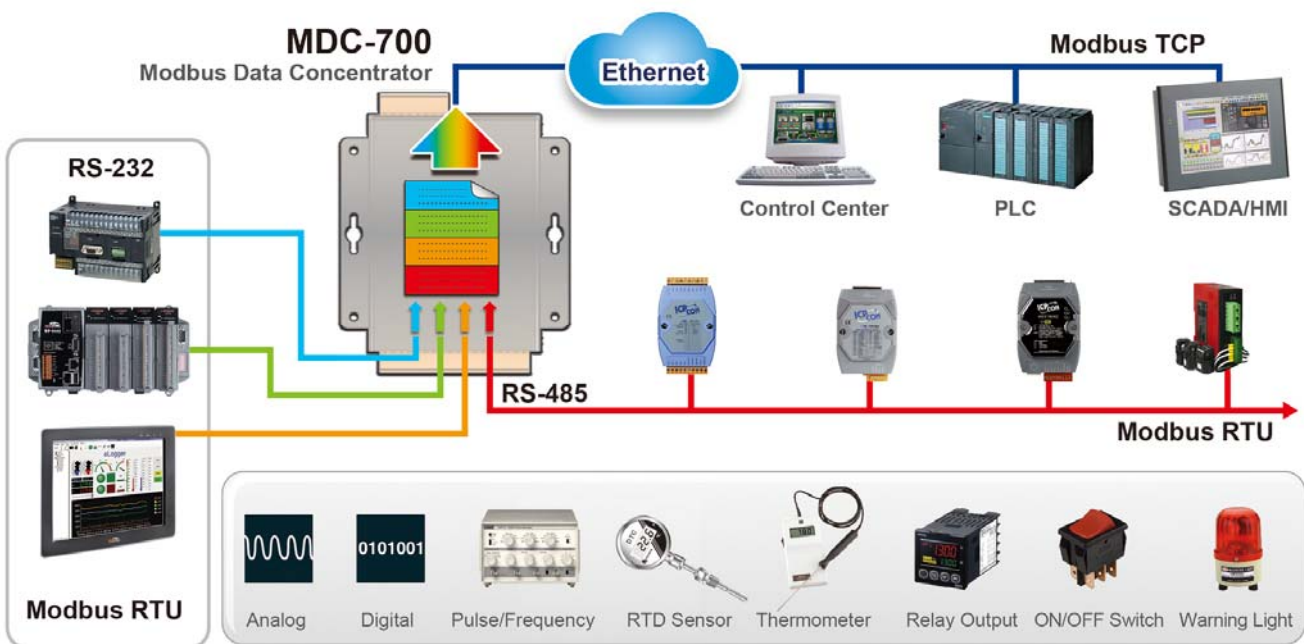 MDC-700
Modbus Data Concentrator
Ethernet
Modbus TCP
RS-232
Control Center
PLC
SCADA/HMI
RS-485
Modbus RTU
Modbus RTU
0101001
Analog
Digital
Pulse/Frequency
RTD Sensor
Thermometer
Relay Output
ON/OFF Switch
Warning Light